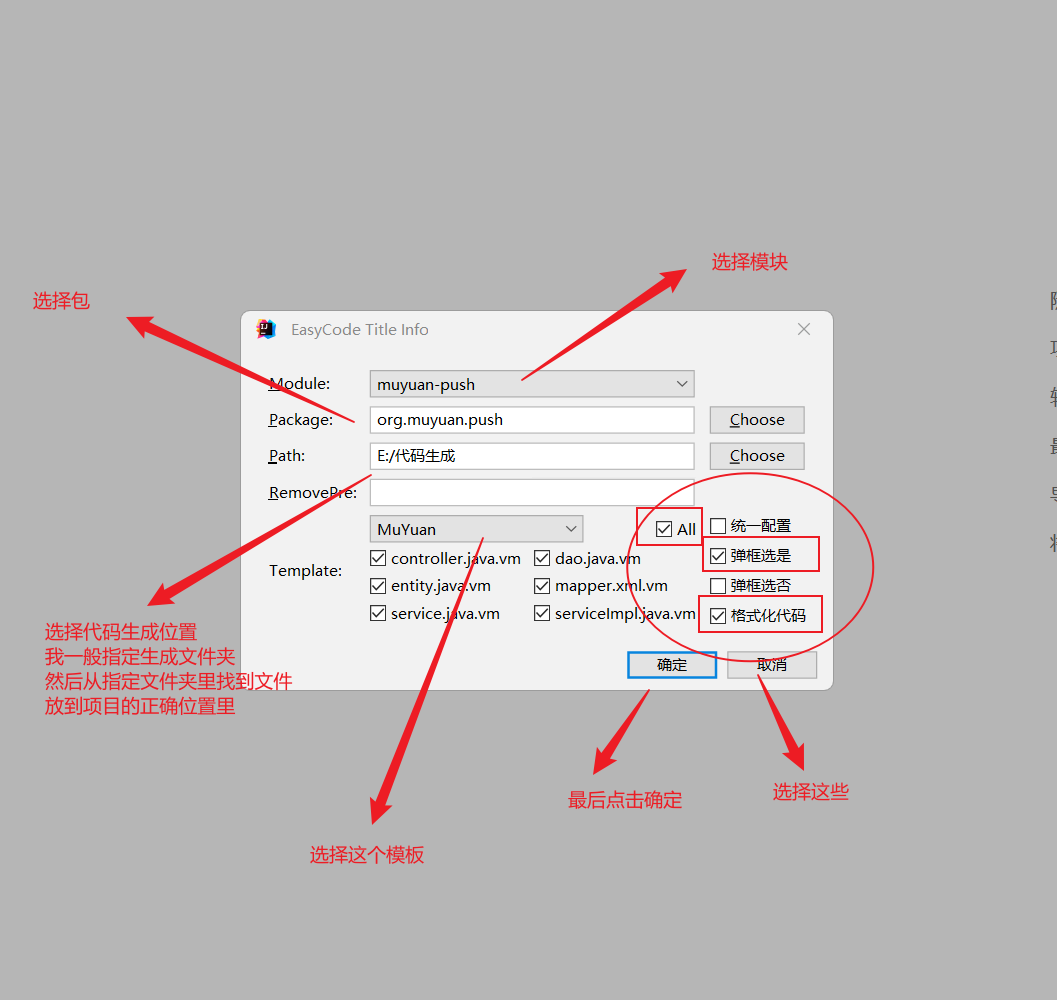 选择模块
选择包
EasyCode Title Info
Module:
muyuan-push
Package:
org.muyuan.push
Choose
Path:
E:/代码生成
Choose
RemovePre:
MuYuan
All
统一配置
controller.java.vm
dao.java.vm
弹框选是
Template:
entity.java.vm
mapper.xml.vm
弹框选否
service.java.vm
serviceImpl.java.vm
格式化代码
确定
取消
选择代码生成位置
我一般指定生成文件夹
然后从指定文件夹里找到文件
放到项目的正确位置里
最后点击确定
选择这些
选择这个模板